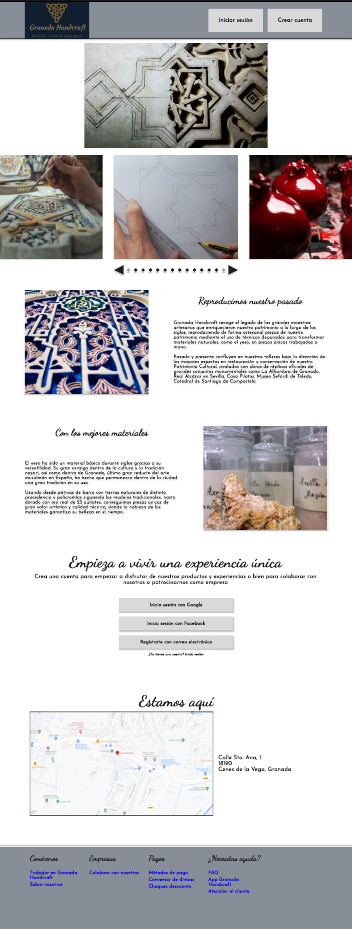 Granada Handcraft
Iniciar sesión
Crear cuenta
Reproducimos nuestro pasado
Granada Handcraft recoge el legado de los grandes maestros
artesanos que enriquecieron nuestro patrimonio a lo largo de los
siglos, reproduciendo de forma artesanal piezas de nuestro
patrimonio mediante el uso de técnicas depuradas para transformar
materiales naturales, como el yeso, en piezas únicas trabajadas a
mano.
Pasado y presente confluyen en nuestros talleres bajo la dirección de
los mayores expertos en restauración y conservación de nuestro
Patrimonio Cultural, avalados con obras de réplicas oficiales de
grandes conjuntos monumentales como La Alhambra de Granada,
Real Alcázar en Sevilla, Casa Pilatos, Museo Sefardí de Toledo,
Catedral de Santiago de Compostela
Con los mejores materiales
El yeso ha sido un material básico durante siglos gracias a su
versatilidad. Su gran arraigo dentro de la cultura y la tradición
nazarí, así como dentro de Granada, último gran reducto del arte
musulmán en España, ha hecho que permanezca dentro de la ciudad
una gran tradición en su uso.
Usando desde pátinas de barro con tierras naturales de distinta
procedencia y policromías siguiendo los modelos tradicionales, hasta
dorado con oro real de 23 quilates, conseguimos piezas únicas de
gran valor artístico y calidad técnica, donde la nobleza de los
materiales garantiza su belleza en el tiempo.
Empieza a vivir una experiencia única
Crea una cuenta para empezar a disfrutar de nuestros productos y experiencias o bien para colaborar con
nosotros o patrocinarnos como empresa
Inicia sesión con Google
Inicia sesión con Facebook
Regístrate con correo electrónico
¿Ya tienes una cuenta? Inicia sesión
Estamos aquí
Calle Sta. Ana, 1
18190
Cenes de la Vega, Granada
Conócenos
Trabajar en Granada
Handcraft
Sobre nosotros
Empresas
Colabora con nosotros
Pagos
Métodos de pago
Conversor de divisas
Cheques descuento
¿Necesitas ayuda?
FAQ
App Granada
Handcraft
Atención al cliente